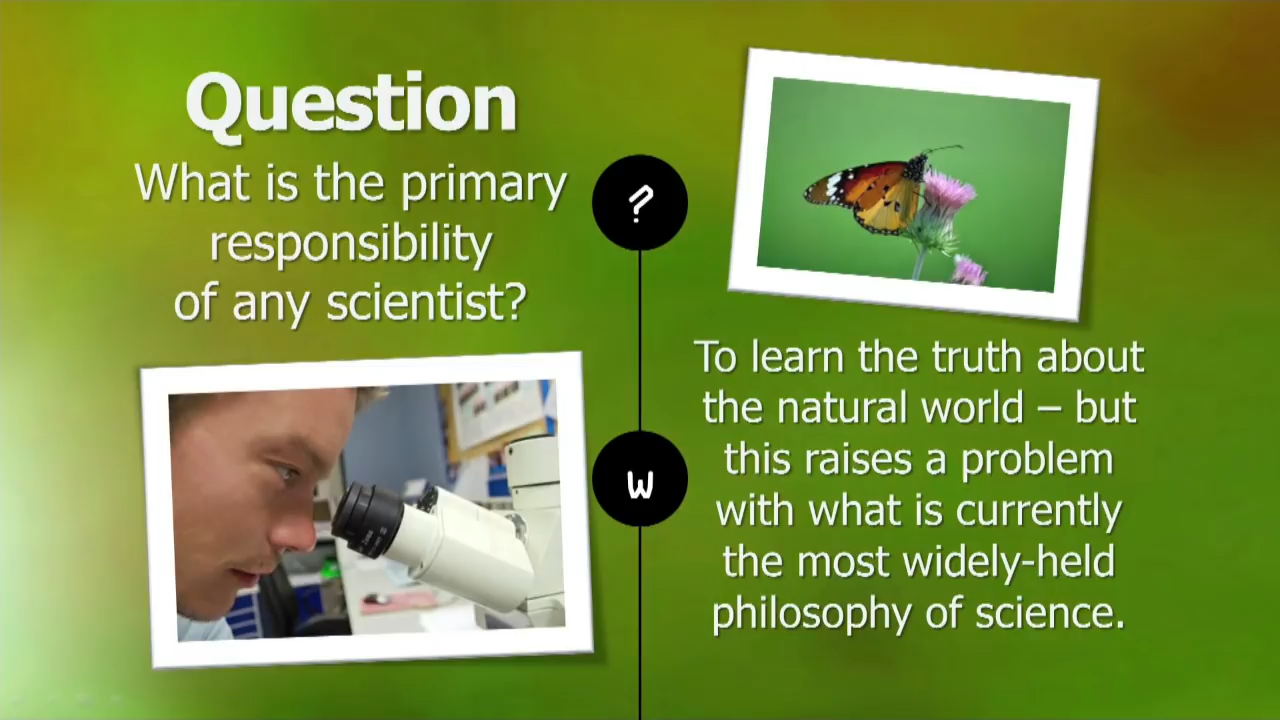 Question
What is the primary
responsibility
of any scientist?
?
W
To learn the truth about
the natural world – but
this raises a problem
with what is currently
the most widely-held
philosophy of science.